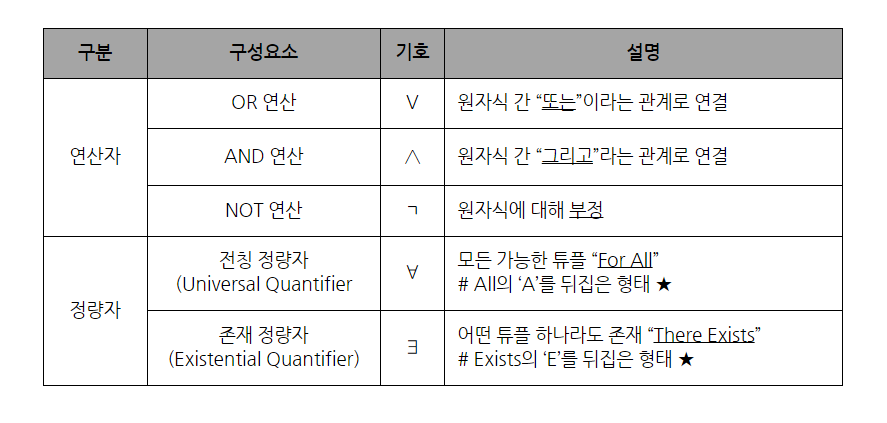 구분 구성요소 기호 설명
연산자
OR 연산 ∨ 원자식 간 “또는”이라는 관계로 연결
AND 연산 ∧ 원자식 간 “그리고”라는 관계로 연결
NOT 연산 ㄱ 원자식에 대해 부정
정량자
전칭 정량자
(Universal Quantifier
∀
모든 가능한 튜플 “For All”
# All의 ‘A’를 뒤집은 형태 ★
존재 정량자
(Existential Quantifier)
∃
어떤 튜플 하나라도 존재 “There Exists”
# Exists의 ‘E’를 뒤집은 형태 ★